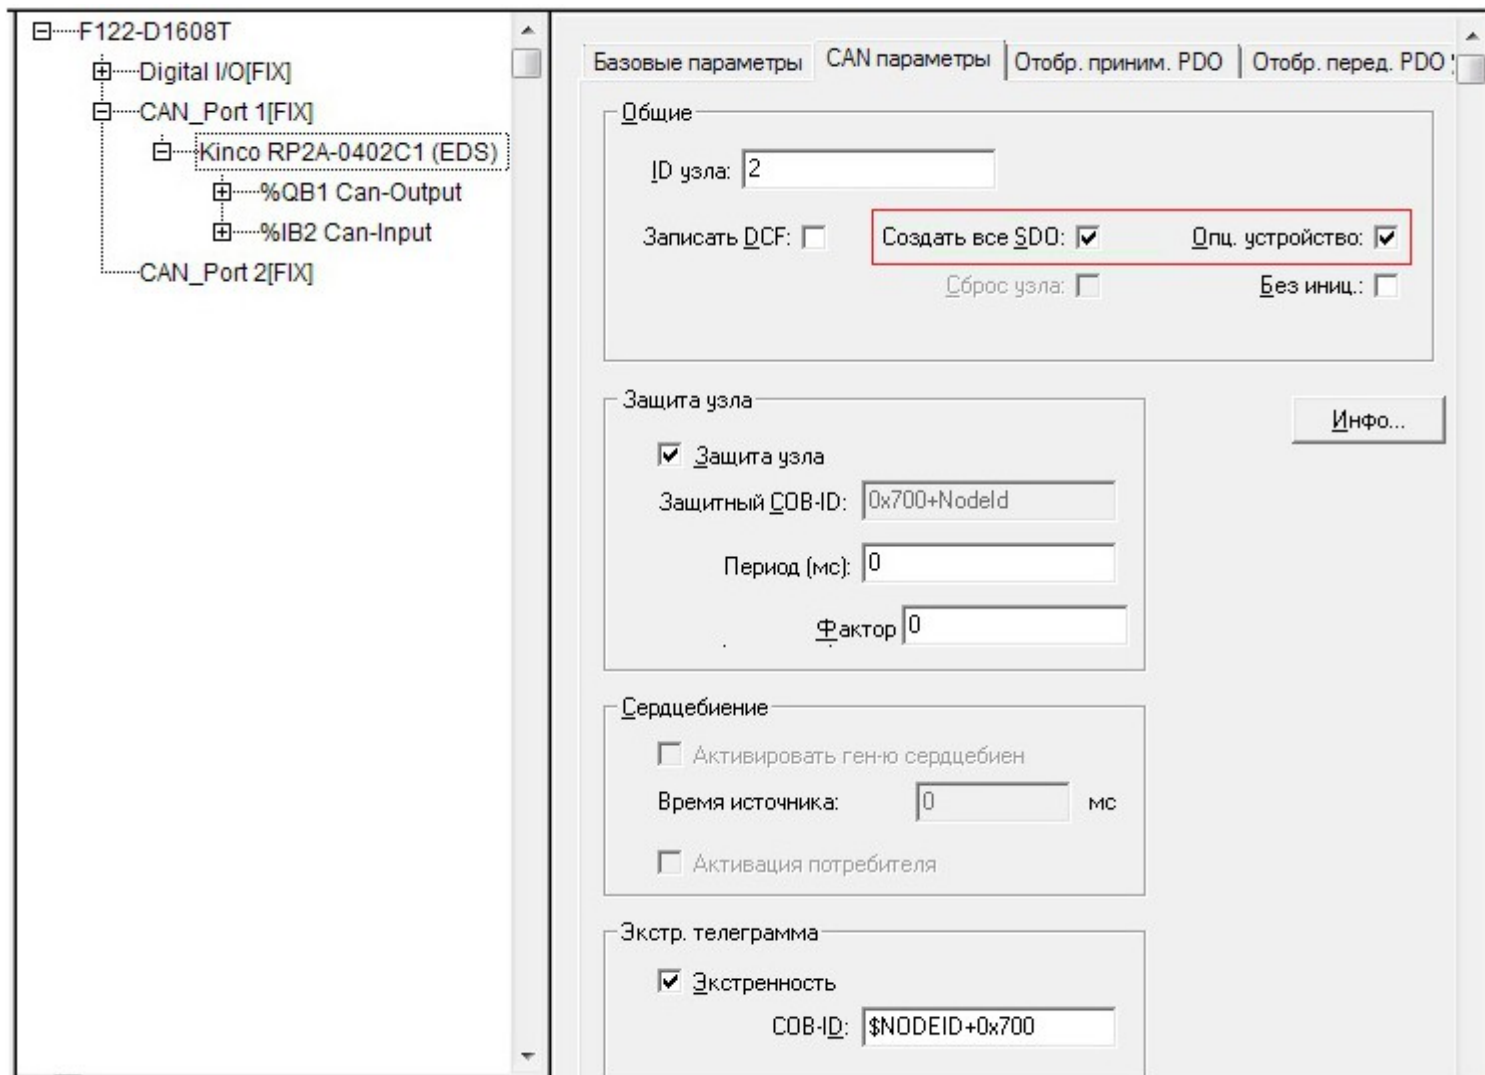 F122-D1608T
Digital I/O[FIX]
CAN_Port 1[FIX]
Kinco RP2A-0402C1 (EDS)
%QB1 Can-Output
%IB2 Can-Input
CAN_Port 2[FIX]
Базовые параметры CAN параметры Отобр. приним. PDO Отобр. перед. PDO
Общие
ID узла: 2
Записать DCF: Создать все SDO: Опц. устройство:
Сброс узла: Без иниц.:
Защита узла
Инфо...
Защита узла
Защитный COB-ID: 0x700+NodeId
Период (мс): 0
Фактор 0
Сердцебиение
Активировать ген-ю сердцебиен
Время источника: 0 мс
Активация потребителя
Экстр. телеграмма
Экстренность
COB-ID: $NODEID+0x700